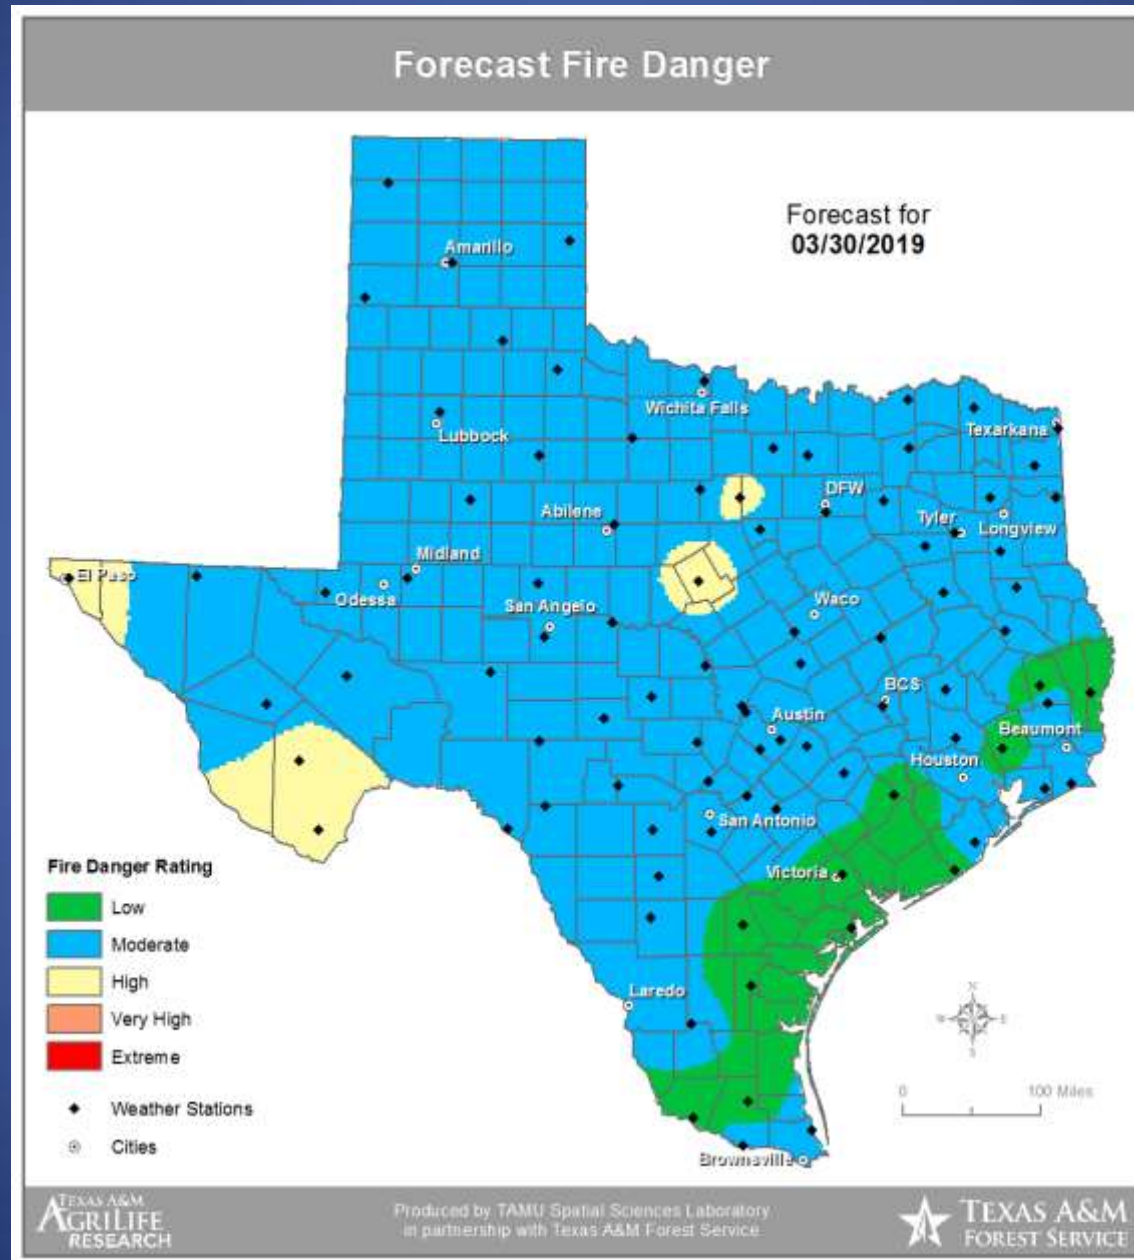 Forecast Fire Danger
Forecast for
03/30/2019
Amarillo
Wichita Falls
Lubbock
Texarkana
DFW
Abilene
Tyler
Longview
Midland
El Paso
Odessa
San Angelo
Waco
BCS
Austin
Beaumont
Houston
San Antonio
Victoria
Laredo
Brownsville
Fire Danger Rating
Low
Moderate
High
Very High
Extreme
Weather Stations
Cities
N
W
E
S
0
100 Miles
TEXAS A&M
AGRILIFE
RESEARCH
Produced by TAMU Spatial Sciences Laboratory
in partnership with Texas A&M Forest Service
TEXAS A&M
FOREST SERVICE